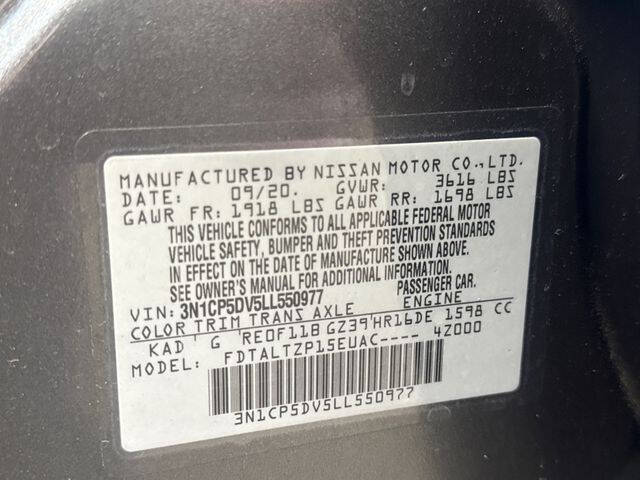 MANUFACTURED BY NISSAN MOTOR CO.,LTD.
DATE: 09/20. GVWR: 3616 LBS
GAWR FR: 1918 LBS GAWR RR: 1698 LBS
THIS VEHICLE CONFORMS TO ALL APPLICABLE FEDERAL MOTOR
VEHICLE SAFETY, BUMPER AND THEFT PREVENTION STANDARDS
IN EFFECT ON THE DATE OF MANUFACTURE SHOWN ABOVE.
SEE OWNER'S MANUAL FOR ADDITIONAL INFORMATION.
VIN: 3N1CP5DV5LL550977 PASSENGER CAR.
COLOR TRIM TRANS AXLE ENGINE
KAD G RE0F11B GZ39 HR16DE 1598 CC
MODEL: FDTALTZP15EUAC---- 4Z000
3N1CP5DV5LL550977